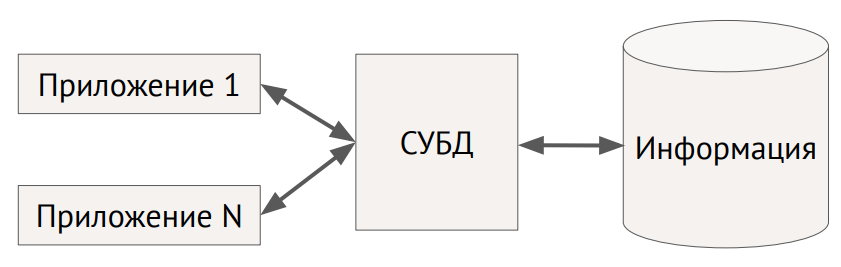 Приложение 1
СУБД
Информация
Приложение N